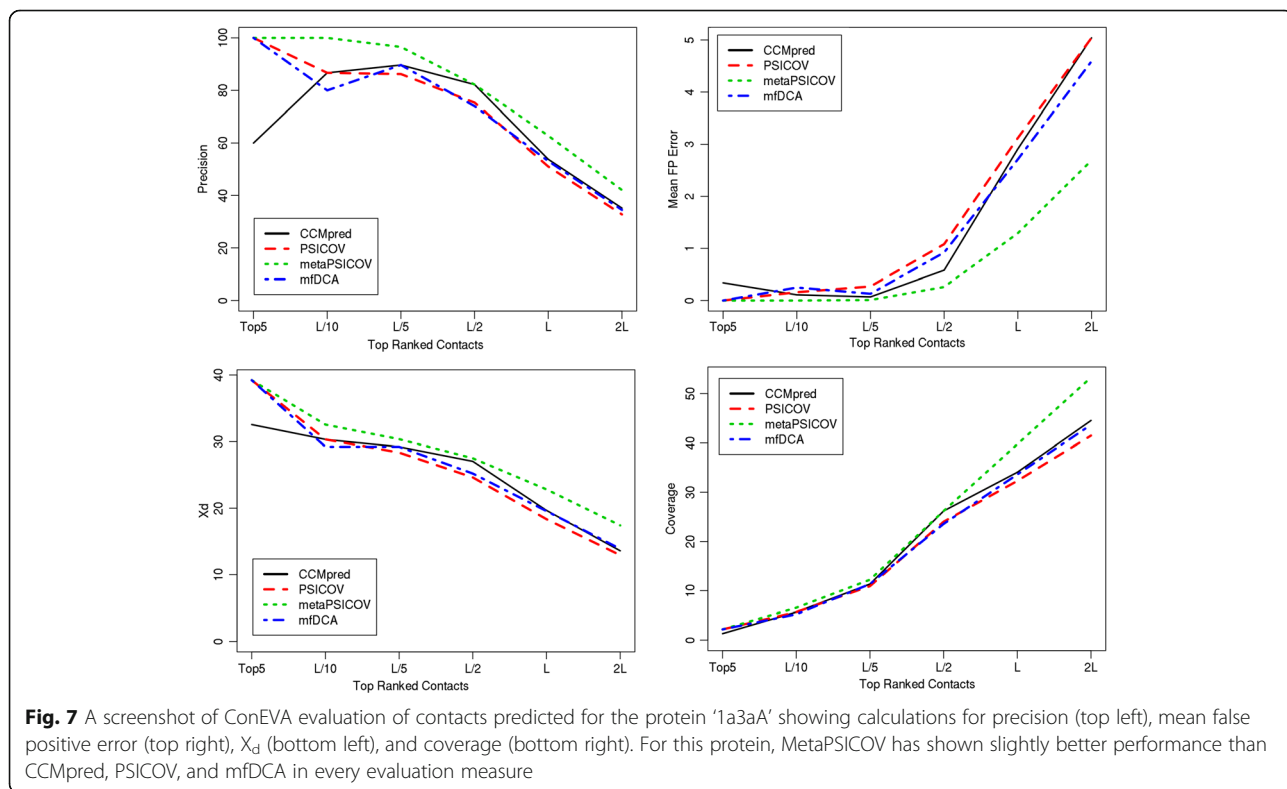 100
80
60
40
20
0
Precision
CCMpred
PSICOV
metaPSICOV
mfDCA
Top5 L/10 L/5 L/2 L 2L
Top Ranked Contacts
5
4
3
2
1
0
Mean FP Error
CCMpred
PSICOV
metaPSICOV
mfDCA
Top5 L/10 L/5 L/2 L 2L
Top Ranked Contacts
40
30
20
10
0
Xd
CCMpred
PSICOV
metaPSICOV
mfDCA
Top5 L/10 L/5 L/2 L 2L
Top Ranked Contacts
50
40
30
20
10
0
Coverage
CCMpred
PSICOV
metaPSICOV
mfDCA
Top5 L/10 L/5 L/2 L 2L
Top Ranked Contacts
Fig. 7 A screenshot of ConEVA evaluation of contacts predicted for the protein ‘1a3aA’ showing calculations for precision (top left), mean false
positive error (top right), Xd (bottom left), and coverage (bottom right). For this protein, MetaPSICOV has shown slightly better performance than
CCMpred, PSICOV, and mfDCA in every evaluation measure